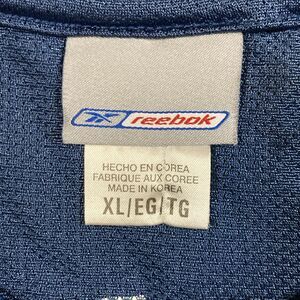 Reebok
HECHO EN COREA
FABRIQUE AUX COREE
MADE IN KOREA
XL/EG/TG